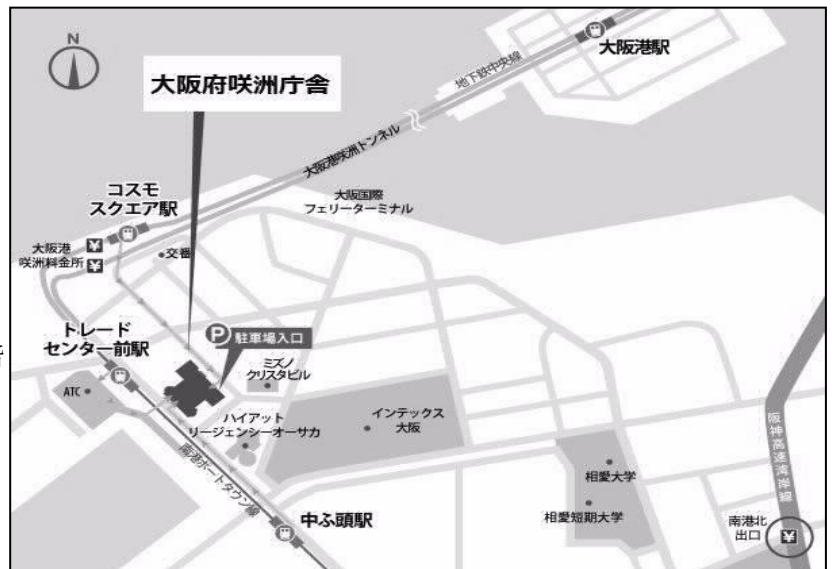 N
大阪府咲洲庁舎
大阪港駅
地下鉄中央線
大阪港咲洲トンネル
コスモ
スクエア駅
大阪国際
フェリーターミナル
大阪港
咲洲料金所
¥
¥
交番
トレード
センター前駅
P
駐車場入口
ミズノ
クリスタビル
ATC
ハイアット
リージェンシーオーサカ
インテックス
大阪
南港ポートタウン線
中ふ頭駅
相愛大学
相愛短期大学
阪神高速湾岸線
南港北
出口
¥